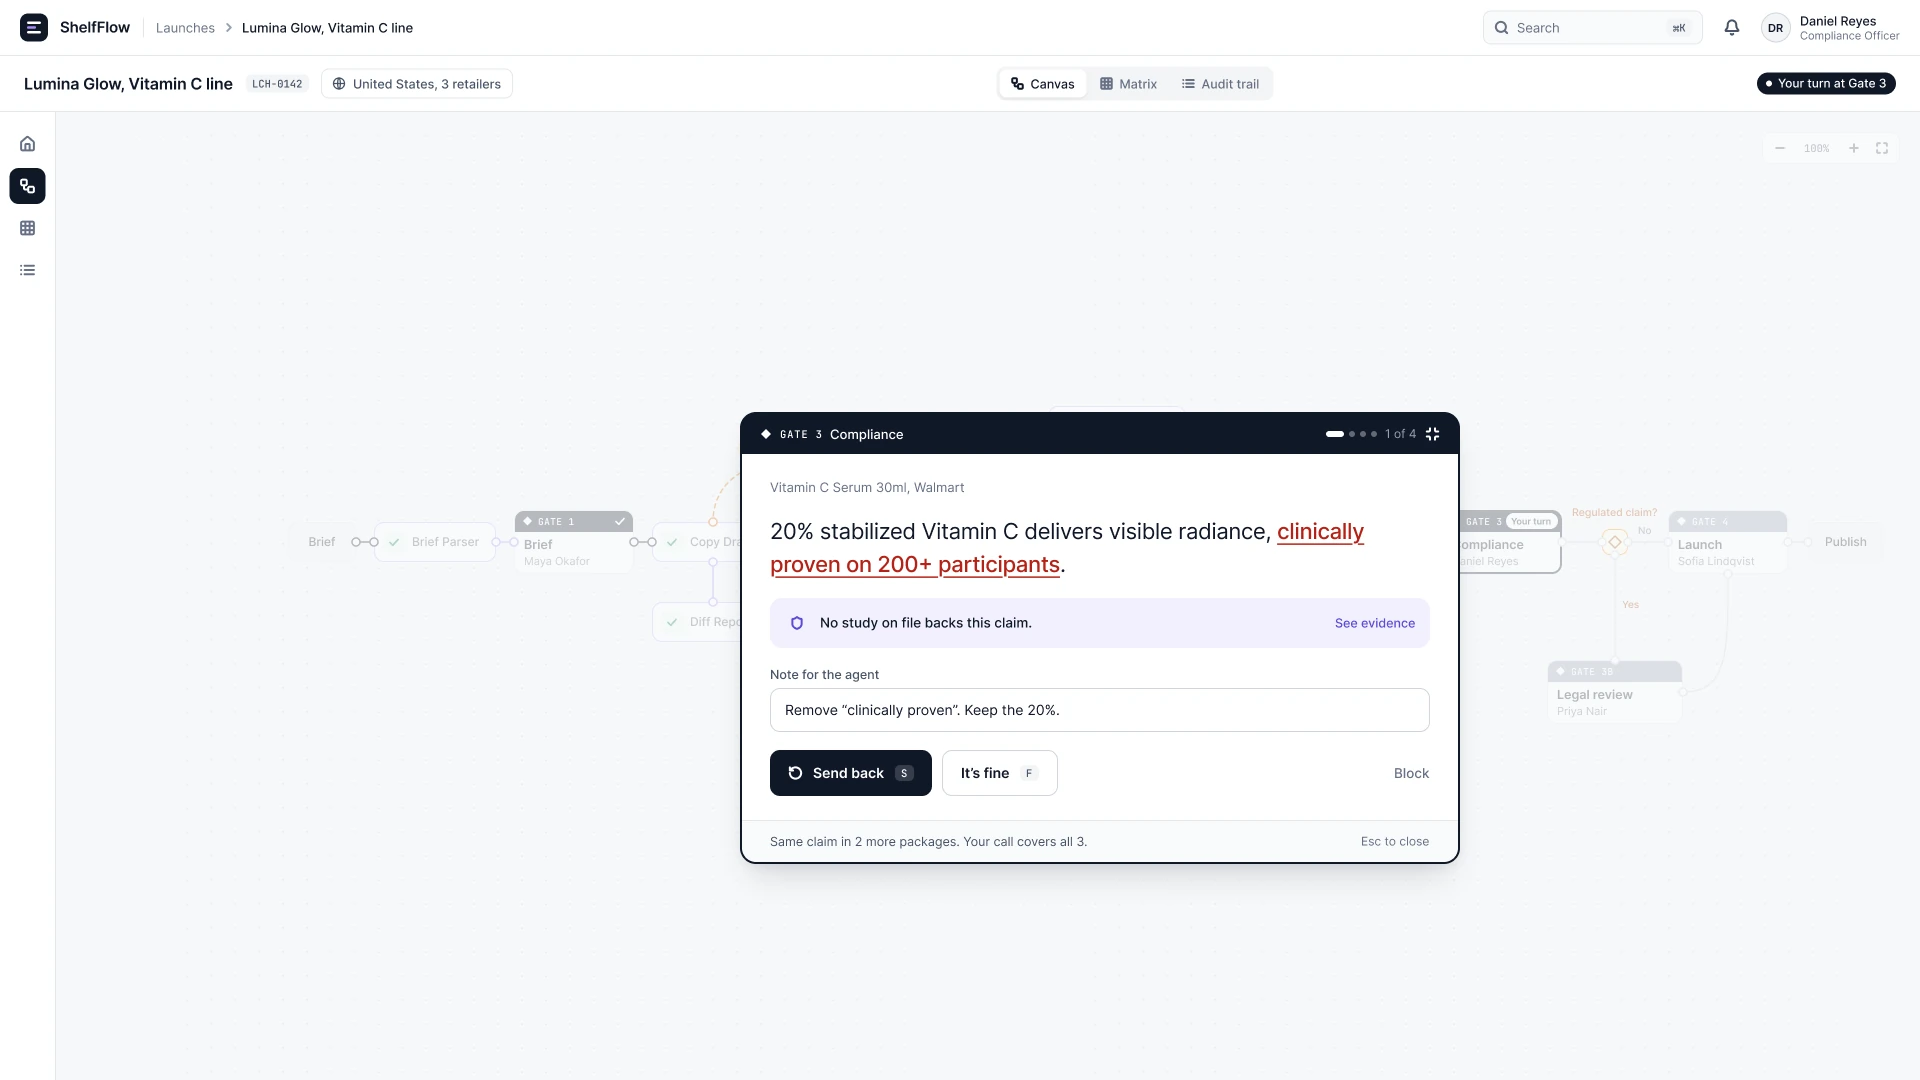 ShelfFlow
Launches
Lumina Glow, Vitamin C line
Search
⌘K
DR
Daniel Reyes
Compliance Officer
Lumina Glow, Vitamin C line
LCH-0142
United States, 3 retailers
Canvas
Matrix
Audit trail
Your turn at Gate 3
100%
GATE 3 Compliance
1 of 4
Vitamin C Serum 30ml, Walmart
20% stabilized Vitamin C delivers visible radiance, clinically
proven on 200+ participants.
No study on file backs this claim.
See evidence
Note for the agent
Remove “clinically proven”. Keep the 20%.
Send back S
It’s fine F
Block
Same claim in 2 more packages. Your call covers all 3.
Esc to close
Brief
Brief Parser
GATE 1
Brief
Maya Okafor
Copy Dra
Diff Repo
GATE 3
Your turn
ompliance
aniel Reyes
Regulated claim?
No
Yes
GATE 4
Launch
Sofia Lindqvist
Publish
GATE 3B
Legal review
Priya Nair